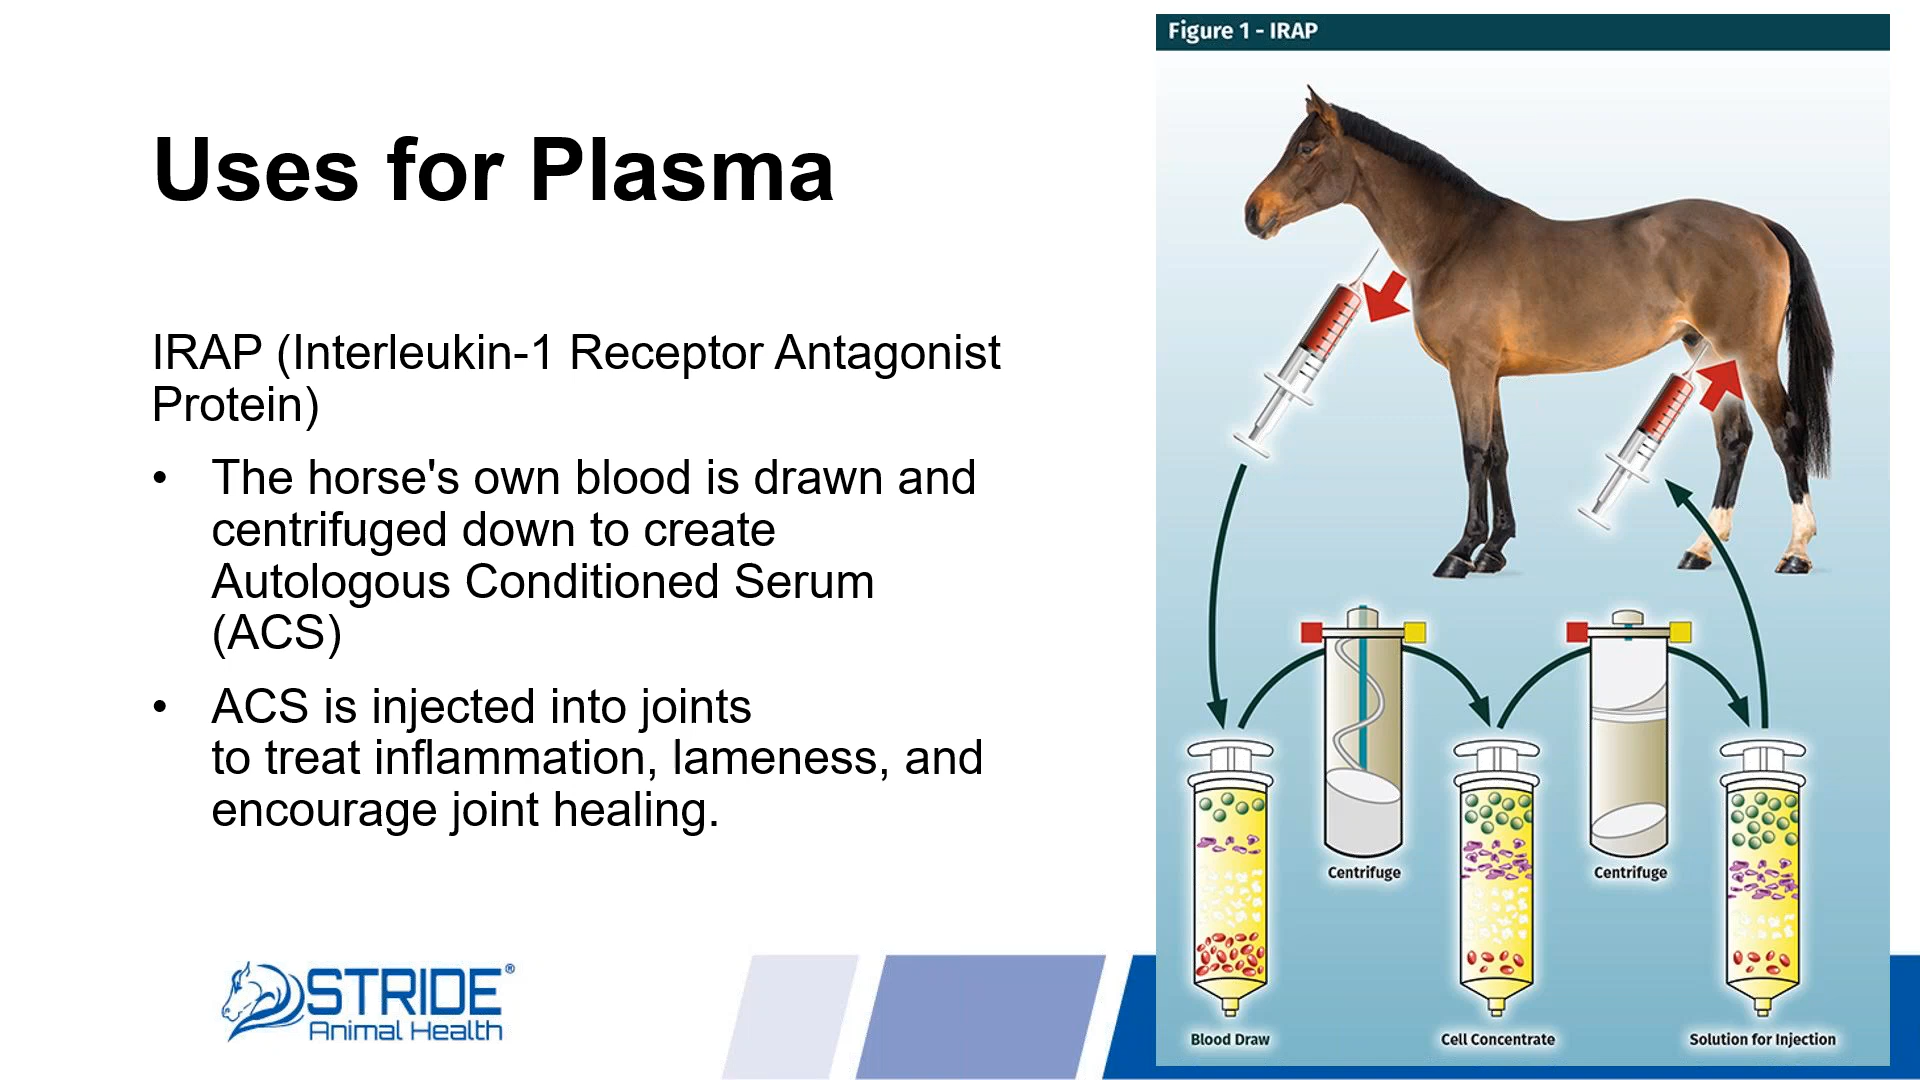 Uses for Plasma
IRAP (Interleukin-1 Receptor Antagonist
Protein)
• The horse's own blood is drawn and
centrifuged down to create
Autologous Conditioned Serum
(ACS)
• ACS is injected into joints
to treat inflammation, lameness, and
encourage joint healing.
STRIDE®
Animal Health
Figure 1 - IRAP
Centrifuge
Centrifuge
Blood Draw
Cell Concentrate
Solution for Injection